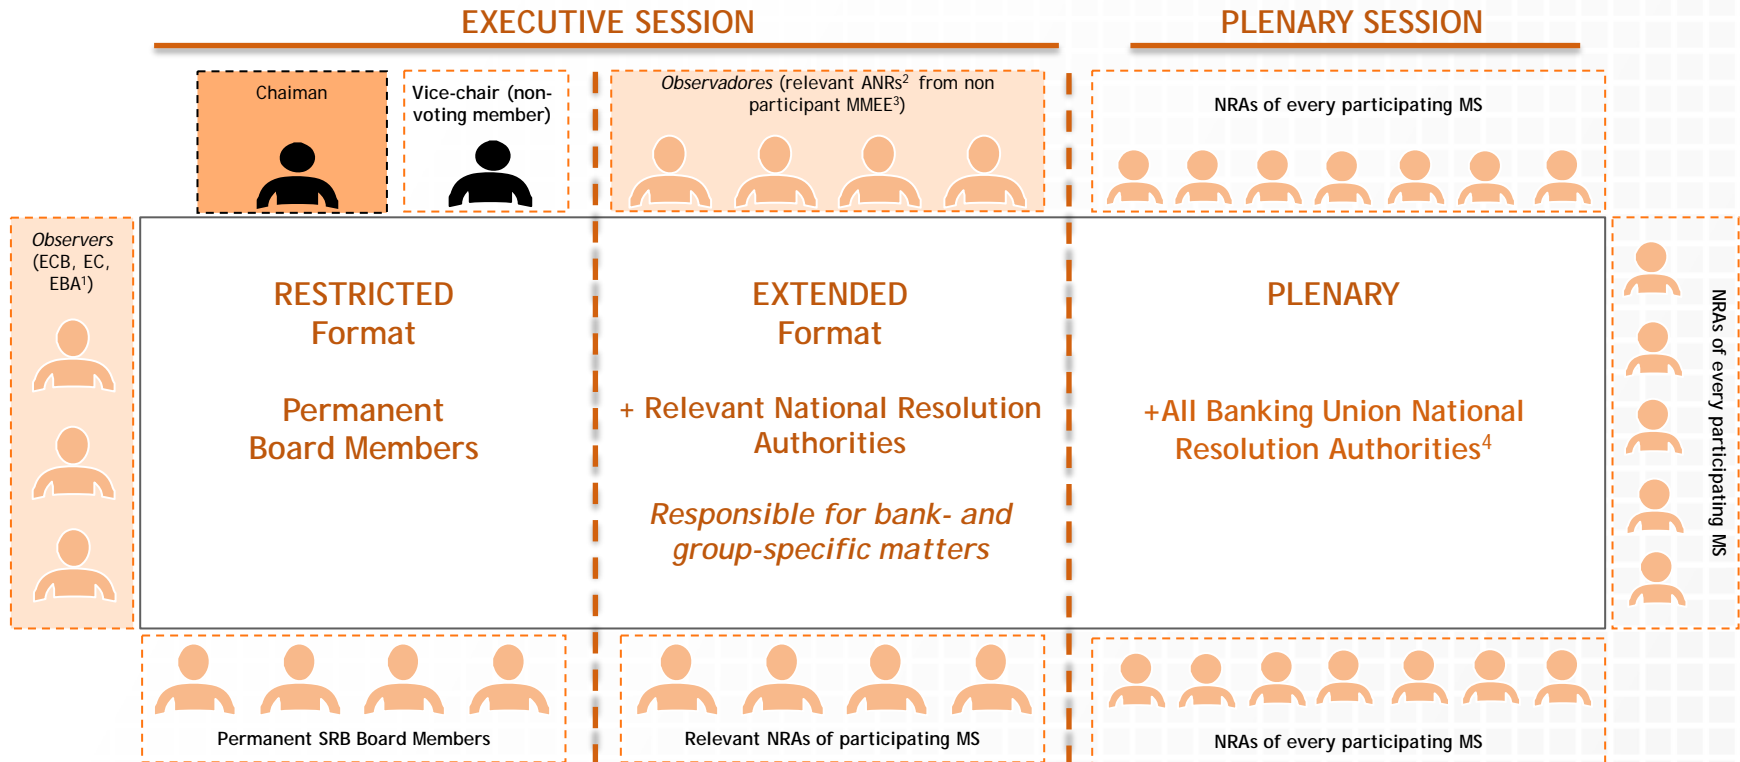 EXECUTIVE SESSION
PLENARY SESSION
Chaiman
Vice-chair (non-
voting member)
Observadores (relevant ANRs² from non
participant MMEE³)
NRAs of every participating MS
Observers
(ECB, EC,
EBA¹)
RESTRICTED
Format
Permanent
Board Members
EXTENDED
Format
+ Relevant National Resolution
Authorities
Responsible for bank- and
group-specific matters
PLENARY
+All Banking Union National
Resolution Authorities⁴
NRAs of every participating MS
Permanent SRB Board Members
Relevant NRAs of participating MS
NRAs of every participating MS